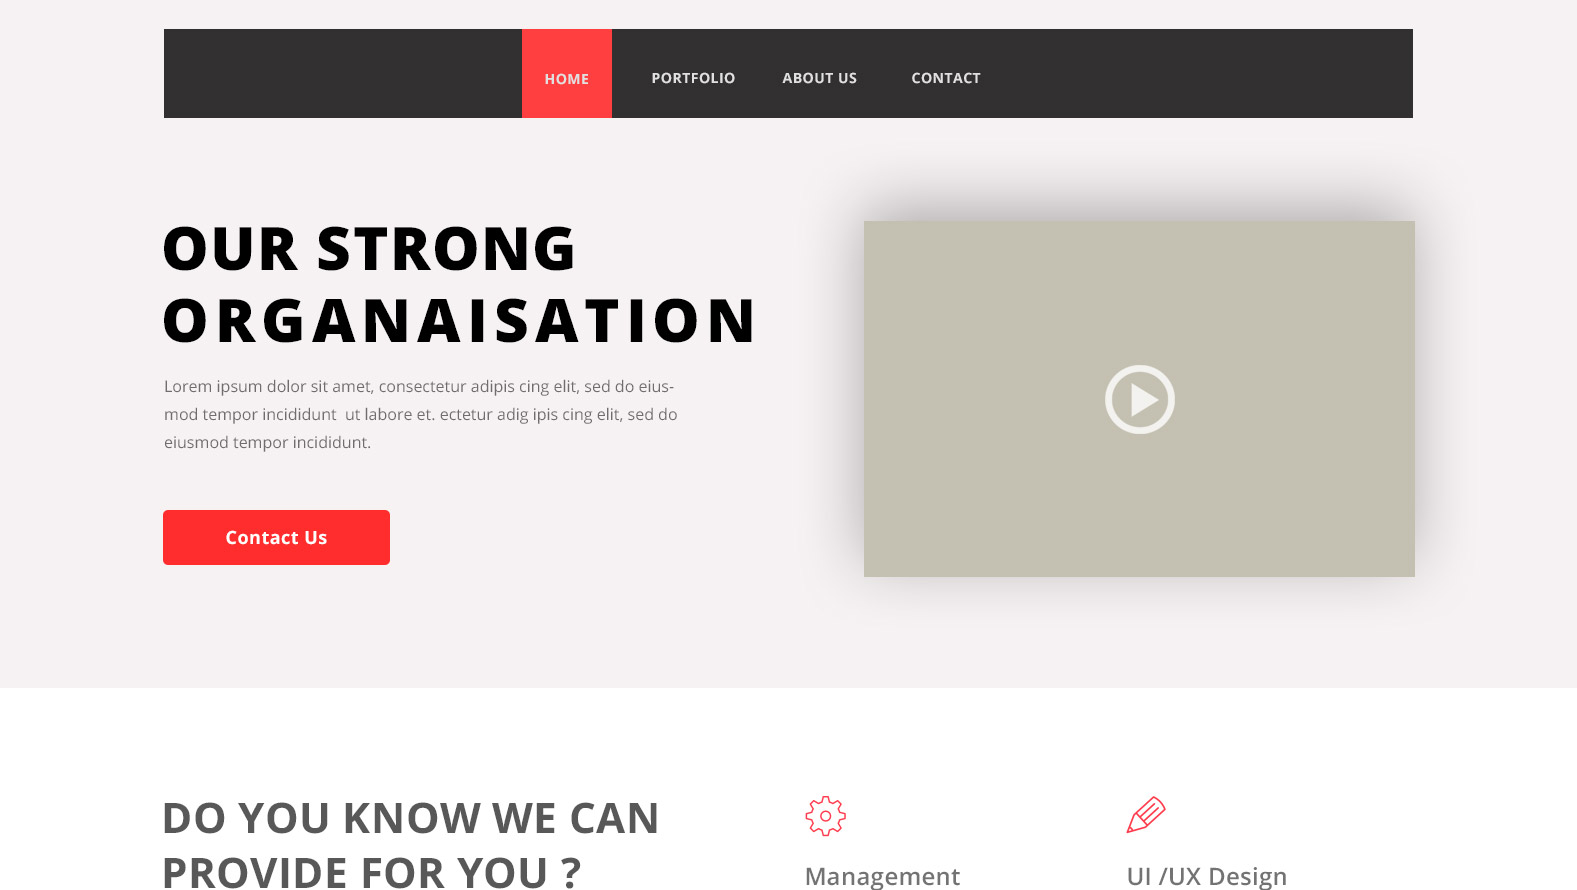 HOME PORTFOLIO ABOUT US CONTACT
OUR STRONG
ORGANAISATION
Lorem ipsum dolor sit amet, consectetur adipis cing elit, sed do eius-
mod tempor incididunt  ut labore et. ectetur adig ipis cing elit, sed do
eiusmod tempor incididunt.
Contact Us
DO YOU KNOW WE CAN
PROVIDE FOR YOU ?
Management
UI /UX Design